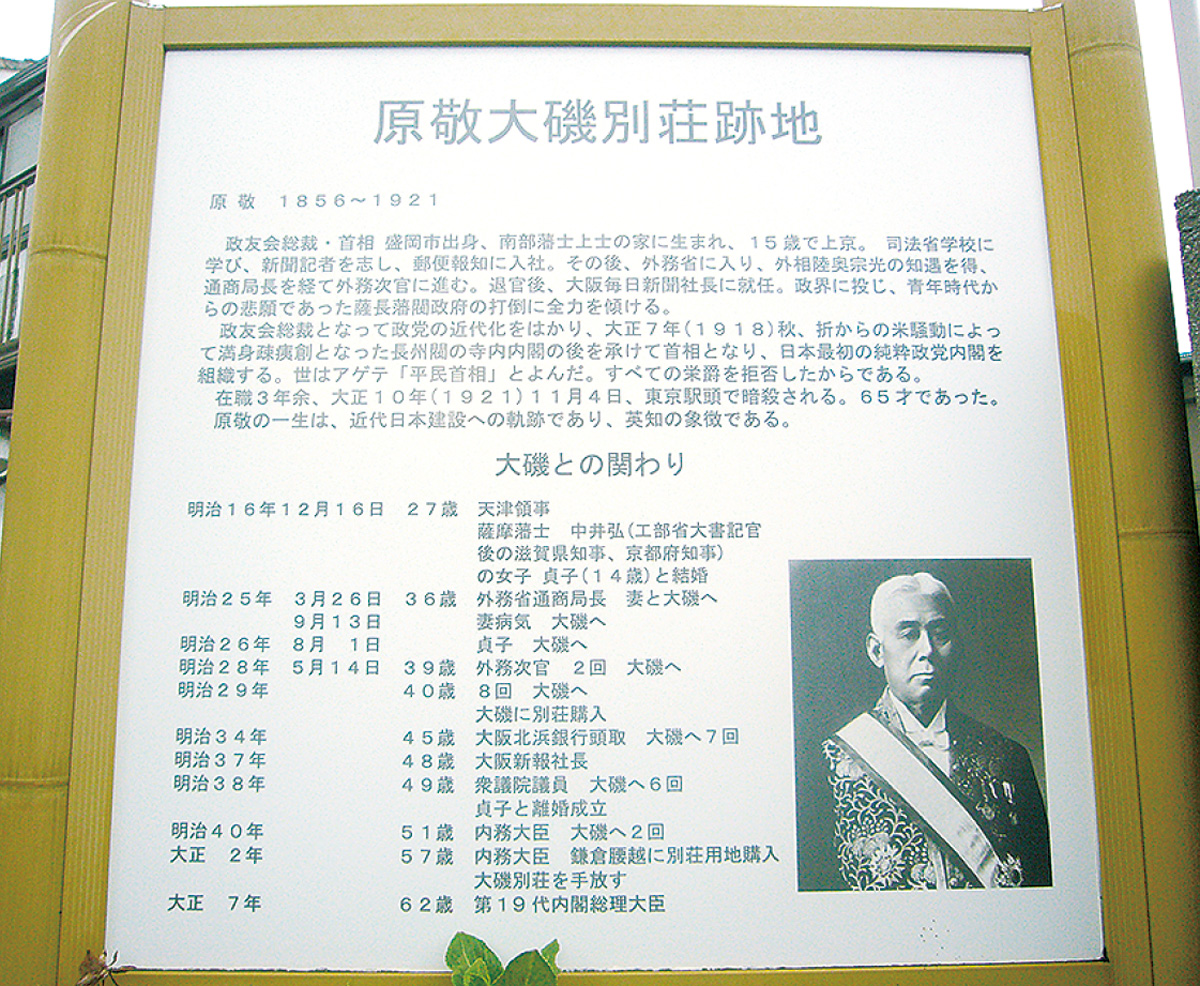 原敬大磯別荘跡地
原 敬　1856～1921
政友会総裁・首相 盛岡市出身、南部藩士上士の家に生まれ、15歳で上京。 司法省学校に
学び、新聞記者を志し、郵便報知に入社。その後、外務省に入り、外相陸奥宗光の知遇を得、
通商局長を経て外務次官に進む。退官後、大阪毎日新聞社長に就任。政界に投じ、青年時代か
らの悲願であった薩長藩閥政府の打倒に全力を傾ける。
政友会総裁となって政党の近代化をはかり、大正7年(1918)秋、折からの米騒動によっ
て満身疎痍創となった長州閥の寺内内閣の後を承けて首相となり、日本最初の純粋政党内閣を
組織する。世はアゲテ「平民首相」とよんだ。すべての栄爵を拒否したからである。
在職3年余、大正10年(1921)11月4日、東京駅頭で暗殺される。65才であった。
原敬の一生は、近代日本建設への軌跡であり、英知の象徴である。
大磯との関わり
明治16年12月16日　27歳　天津領事
薩摩藩士　中井弘(工部省大書記官
後の滋賀県知事、京都府知事)
の女子 貞子(14歳)と結婚
明治25年　3月26日　36歳　外務省通商局長　妻と大磯へ
9月13日　妻病気　大磯へ
明治26年　8月　1日　貞子　大磯へ
明治28年　5月14日　39歳　外務次官　2回　大磯へ
明治29年　40歳　8回　大磯へ
大磯に別荘購入
明治34年　45歳　大阪北浜銀行頭取　大磯へ7回
明治37年　48歳　大阪新報社長
明治38年　49歳　衆議院議員　大磯へ6回
貞子と離婚成立
明治40年　51歳　内務大臣　大磯へ2回
大正　2年　57歳　内務大臣　鎌倉腰越に別荘用地購入
大磯別荘を手放す
大正　7年　62歳　第19代内閣総理大臣